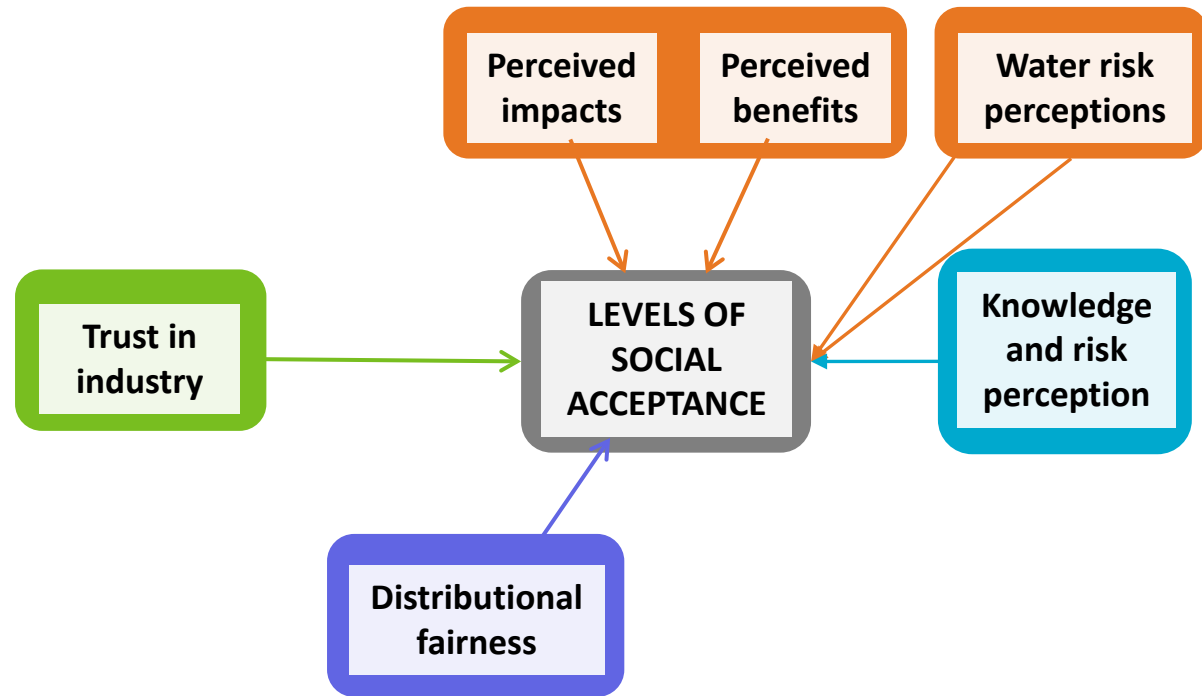 Perceived
impacts
Perceived
benefits
Water risk
perceptions
Trust in
industry
LEVELS OF
SOCIAL
ACCEPTANCE
Knowledge
and risk
perception
Distributional
fairness